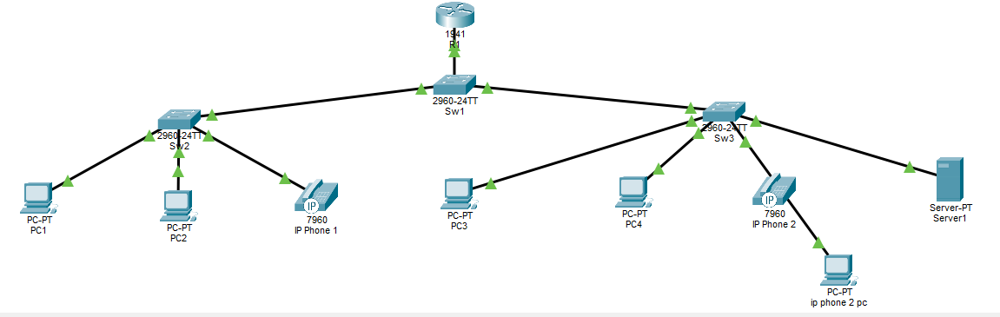 1941
R1
2960-24TT
Sw1
2960-24TT
Sw2
2960-24TT
Sw3
PC-PT
PC1
PC-PT
PC2
IP
7960
IP Phone 1
PC-PT
PC3
PC-PT
PC4
IP
7960
IP Phone 2
Server-PT
Server1
PC-PT
ip phone 2 pc